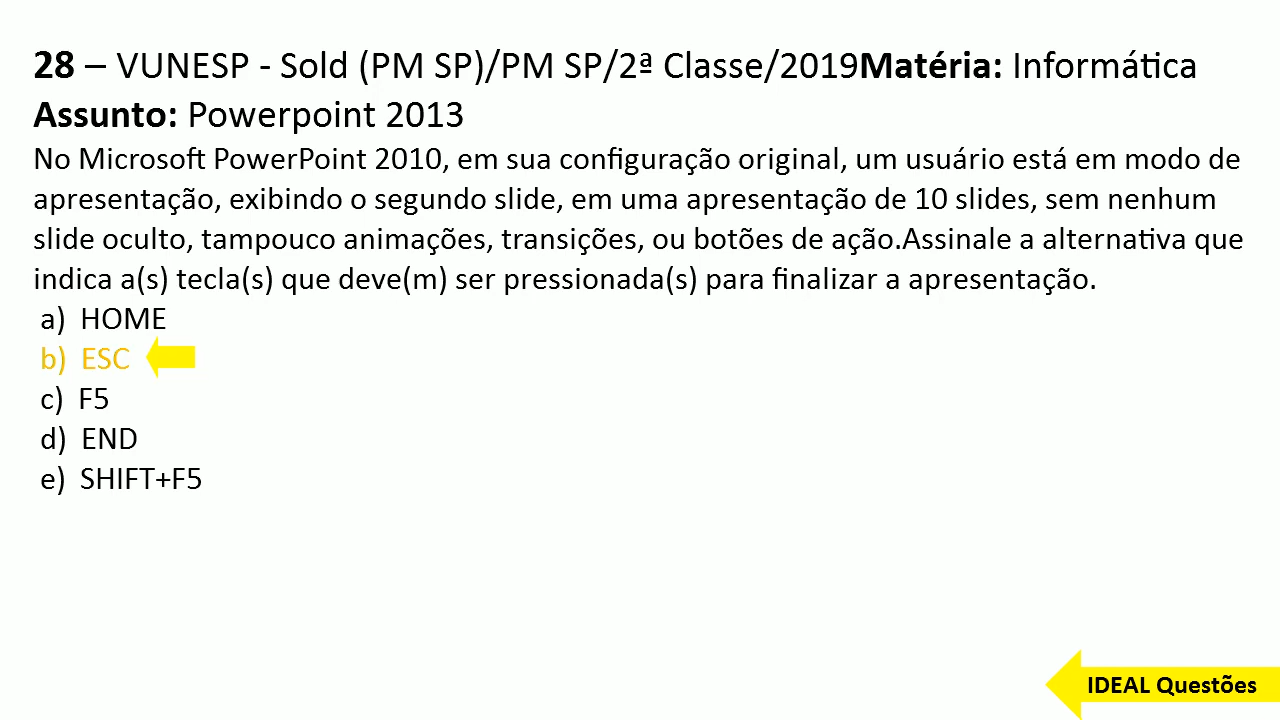 28 – VUNESP - Sold (PM SP)/PM SP/2ª Classe/2019Matéria: Informática
Assunto: Powerpoint 2013
No Microsoft PowerPoint 2010, em sua configuração original, um usuário está em modo de
apresentação, exibindo o segundo slide, em uma apresentação de 10 slides, sem nenhum
slide oculto, tampouco animações, transições, ou botões de ação.Assinale a alternativa que
indica a(s) tecla(s) que deve(m) ser pressionada(s) para finalizar a apresentação.
a) HOME
b) ESC
c) F5
d) END
e) SHIFT+F5
IDEAL Questões